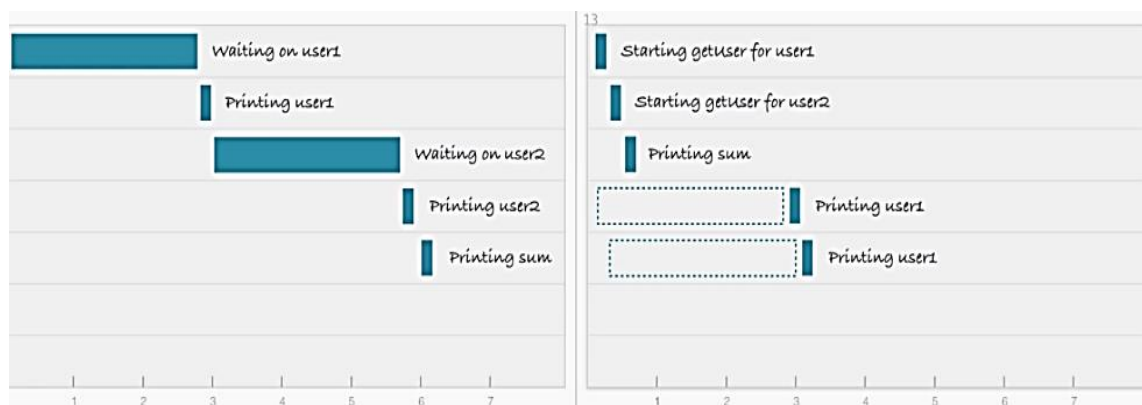 Waiting on user1
Printing user1
Waiting on user2
Printing user2
Printing sum
1 2 3 4 5 6 7
13
Starting getUser for user1
Starting getUser for user2
Printing sum
Printing user1
Printing user1
1 2 3 4 5 6 7